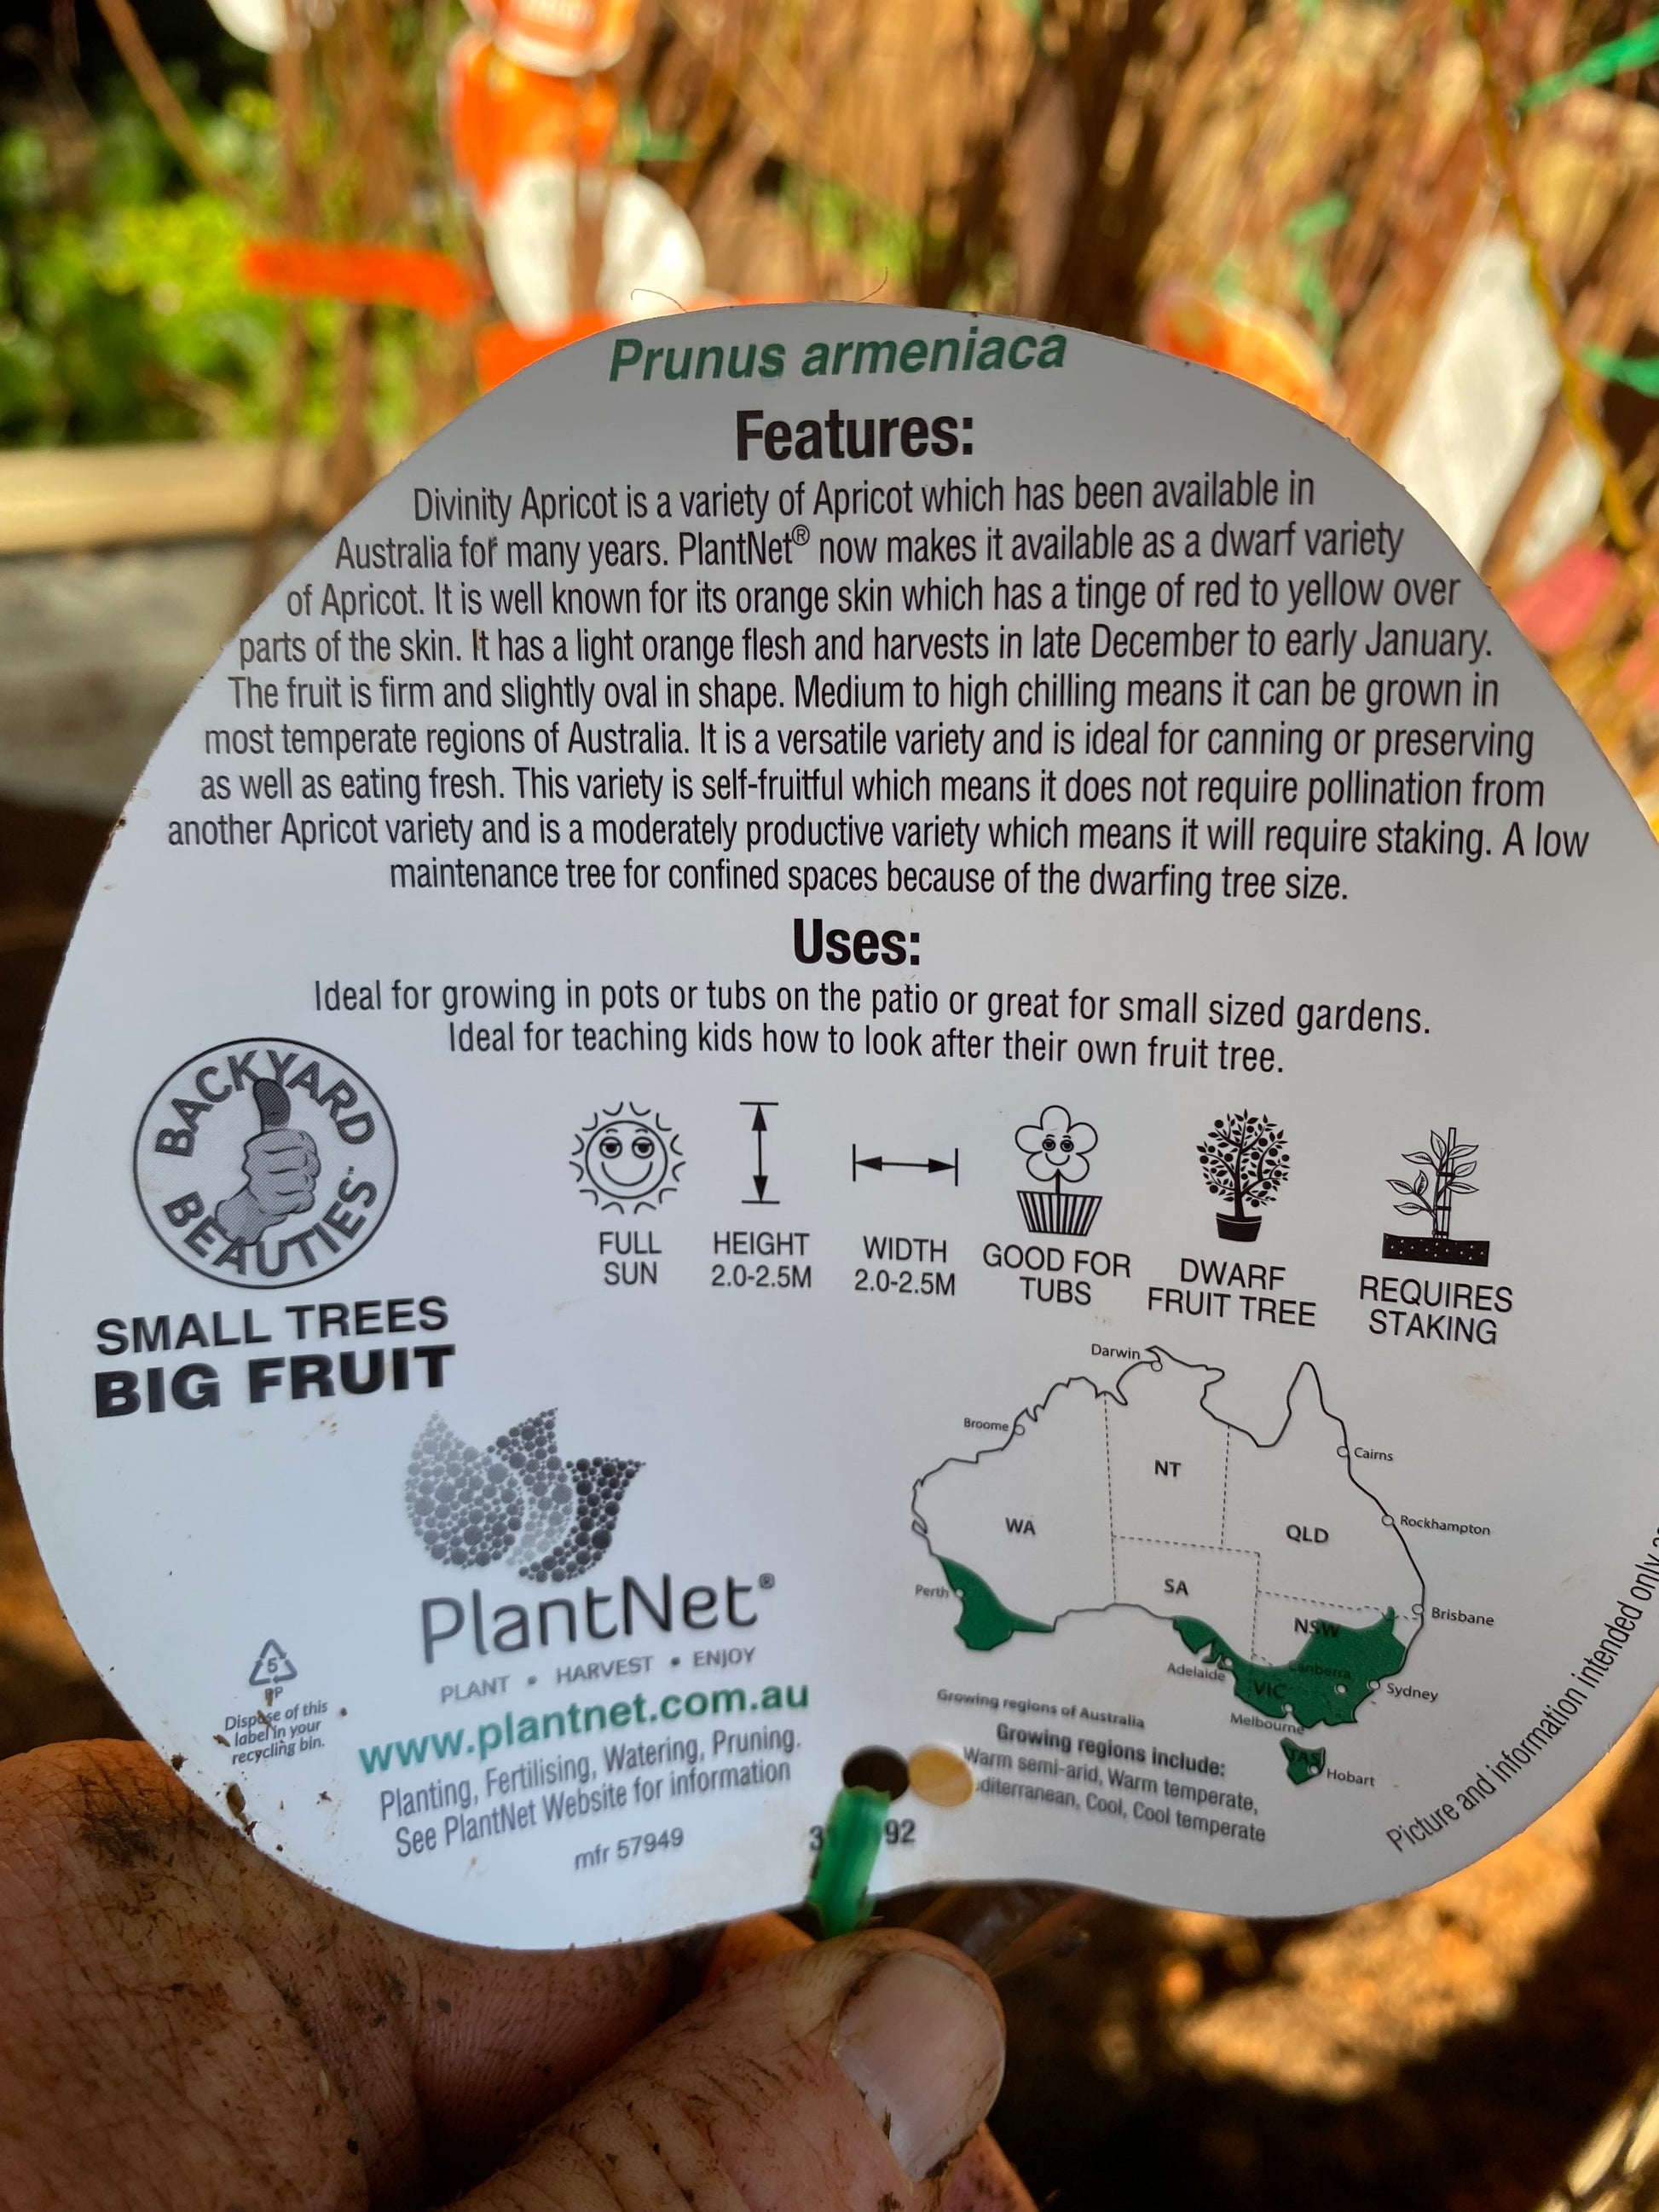 Prunus armeniaca
Features:
Divinity Apricot is a variety of Apricot which has been available in
Australia for many years. PlantNet® now makes it available as a dwarf variety
of Apricot. It is well known for its orange skin which has a tinge of red to yellow over
parts of the skin. It has a light orange flesh and harvests in late December to early January.
The fruit is firm and slightly oval in shape. Medium to high chilling means it can be grown in
most temperate regions of Australia. It is a versatile variety and is ideal for canning or preserving
as well as eating fresh. This variety is self-fruitful which means it does not require pollination from
another Apricot variety and is a moderately productive variety which means it will require staking. A low
maintenance tree for confined spaces because of the dwarfing tree size.
Uses:
Ideal for growing in pots or tubs on the patio or great for small sized gardens.
Ideal for teaching kids how to look after their own fruit tree.
BACKYARD
BEAUTIES™
SMALL TREES
BIG FRUIT
FULL
SUN
HEIGHT
2.0-2.5M
WIDTH
2.0-2.5M
GOOD FOR
TUBS
DWARF
FRUIT TREE
REQUIRES
STAKING
Darwin
Broome
Cairns
NT
WA
QLD
Rockhampton
SA
Perth
Brisbane
NSW
Adelaide
Canberra
VIC
Sydney
Melbourne
TAS
Hobart
Growing regions of Australia
Growing regions include:
Warm semi-arid, Warm temperate,
diterranean, Cool, Cool temperate
PlantNet®
PLANT • HARVEST • ENJOY
www.plantnet.com.au
Planting, Fertilising, Watering, Pruning.
See PlantNet Website for information
mfr 57949
3 92
5
PP
Dispose of this
label in your
recycling bin.
Picture and information intended only